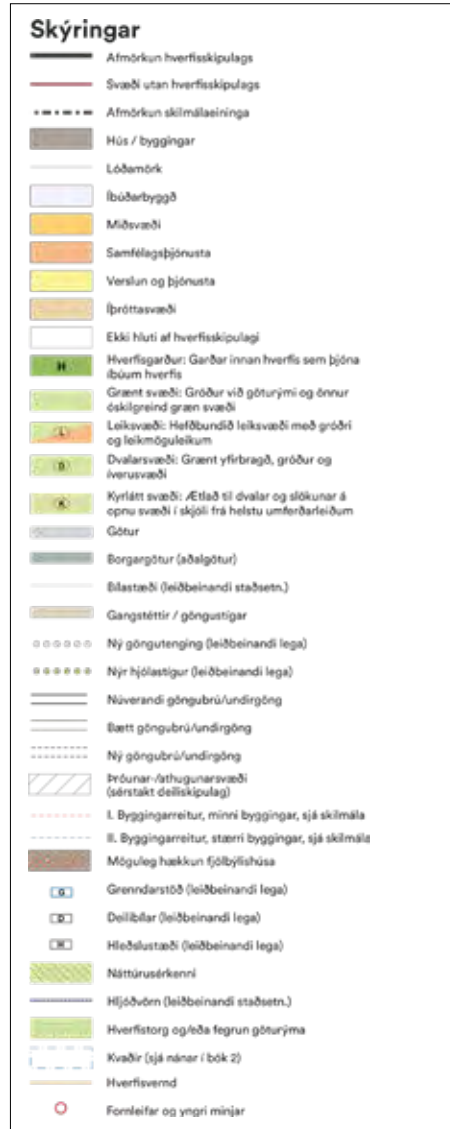 Skýringar
Afmörkun hverfisskipulags
Svæði utan hverfisskipulags
Afmörkun skilmálaeininga
Hús / byggingar
Lóðamörk
Íbúðarbyggð
Miðsvæði
Samfélagsþjónusta
Verslun og þjónusta
Íþróttasvæði
Ekki hluti af hverfisskipulagi
H
Hverfisgarður: Garðar innan hverfis sem þjóna
íbúum hverfis
Grænt svæði: Gróður við göturými og önnur
óskilgreind græn svæði
L
Leiksvæði: Hefðbundið leiksvæði með gróðri
og leikmöguleikum
D
Dvalarsvæði: Grænt yfirbragð, gróður og
íverusvæði
K
Kyrlátt svæði: Ætlað til dvalar og slökunar á
opnu svæði í skjóli frá helstu umferðarleiðum
Götur
Borgargötur (aðalgötur)
Bílastæði (leiðbeinandi staðsetn.)
Gangstéttir / göngustígar
Ný göngutenging (leiðbeinandi lega)
Nýr hjólastígur (leiðbeinandi lega)
Núverandi göngubrú/undirgöng
Bætt göngubrú/undirgöng
Ný göngubrú/undirgöng
Þróunar-/athugunarsvæði
(sérstakt deiliskipulag)
I. Byggingarreitur, minni byggingar, sjá skilmála
II. Byggingarreitur, stærri byggingar, sjá skilmála
Möguleg hækkun fjölbýlishúsa
G
Grenndarstöð (leiðbeinandi lega)
D
Deilibílar (leiðbeinandi lega)
H
Hleðslustæði (leiðbeinandi lega)
Náttúrusérkenni
Hljóðvörn (leiðbeinandi staðsetn.)
Hverfistorg og/eða fegrun göturýma
Kvaðir (sjá nánar í bók 2)
Hverfisvernd
Fornleifar og yngri minjar